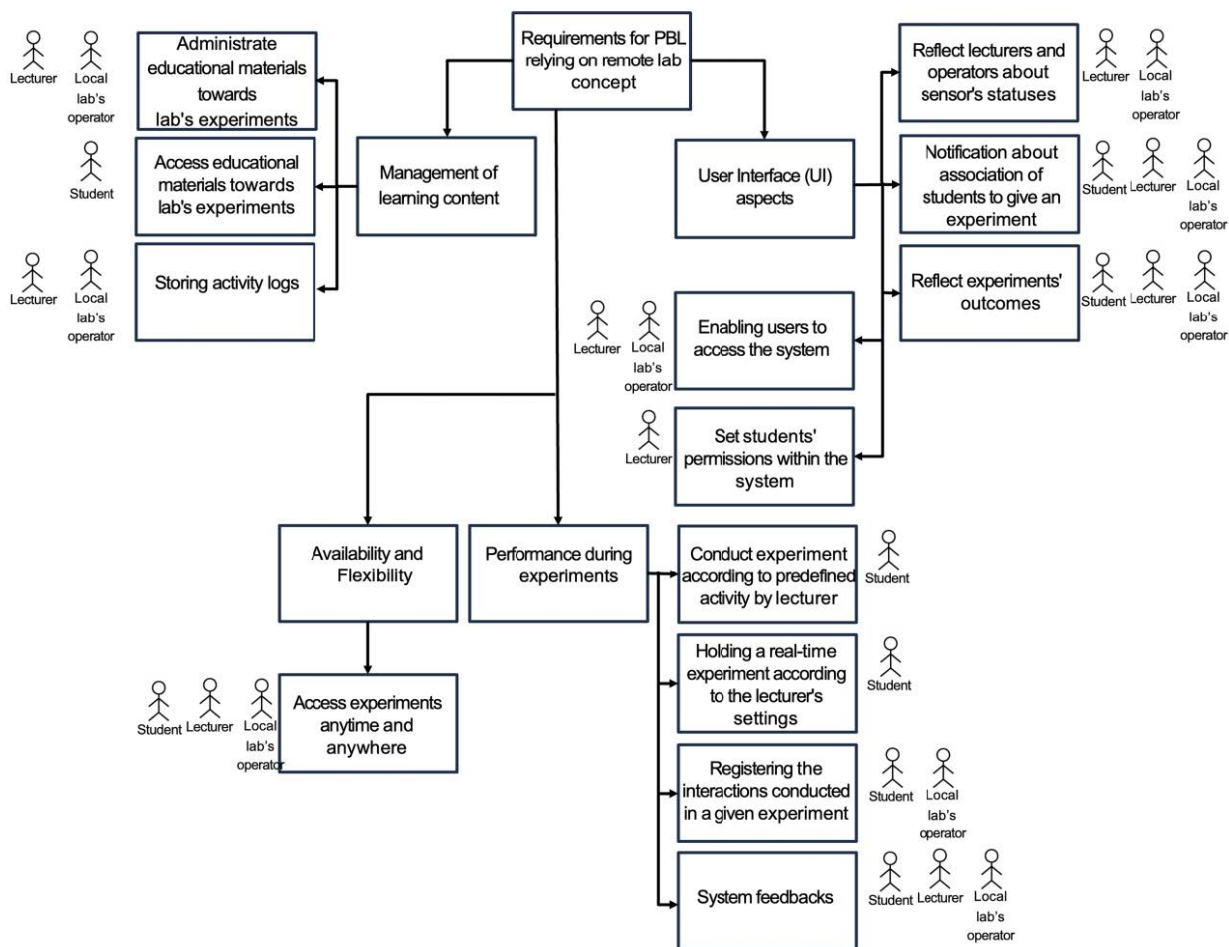 Requirements for PBL
relying on remote lab
concept
Administrate
educational materials
towards
lab's experiments
Lecturer
Local
lab's
operator
Access educational
materials towards
lab's experiments
Student
Storing activity logs
Lecturer
Local
lab's
operator
Management of
learning content
User Interface (UI)
aspects
Reflect lecturers and
operators about
sensor's statuses
Lecturer
Local
lab's
operator
Notification about
association of
students to give an
experiment
Student
Lecturer
Local
lab's
operator
Reflect experiments'
outcomes
Student
Lecturer
Local
lab's
operator
Enabling users to
access the system
Lecturer
Local
lab's
operator
Set students'
permissions within the
system
Lecturer
Availability and
Flexibility
Performance during
experiments
Access experiments
anytime and
anywhere
Student
Lecturer
Local
lab's
operator
Conduct experiment
according to predefined
activity by lecturer
Student
Holding a real-time
experiment according
to the lecturer's
settings
Student
Registering the
interactions conducted
in a given experiment
Student
Local
lab's
operator
System feedbacks
Student
Lecturer
Local
lab's
operator